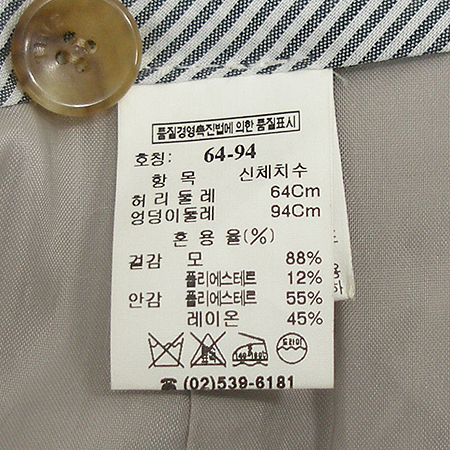 품질경영촉진법에 의한 품질표시
호칭: 64-94
항 목 신체치수
허리둘레 64Cm
엉덩이둘레 94Cm
혼용율(%)
겉감 모 88%
폴리에스테르 12%
안감 폴리에스테르 55%
레이온 45%
드라이
☎ (02)539-6181